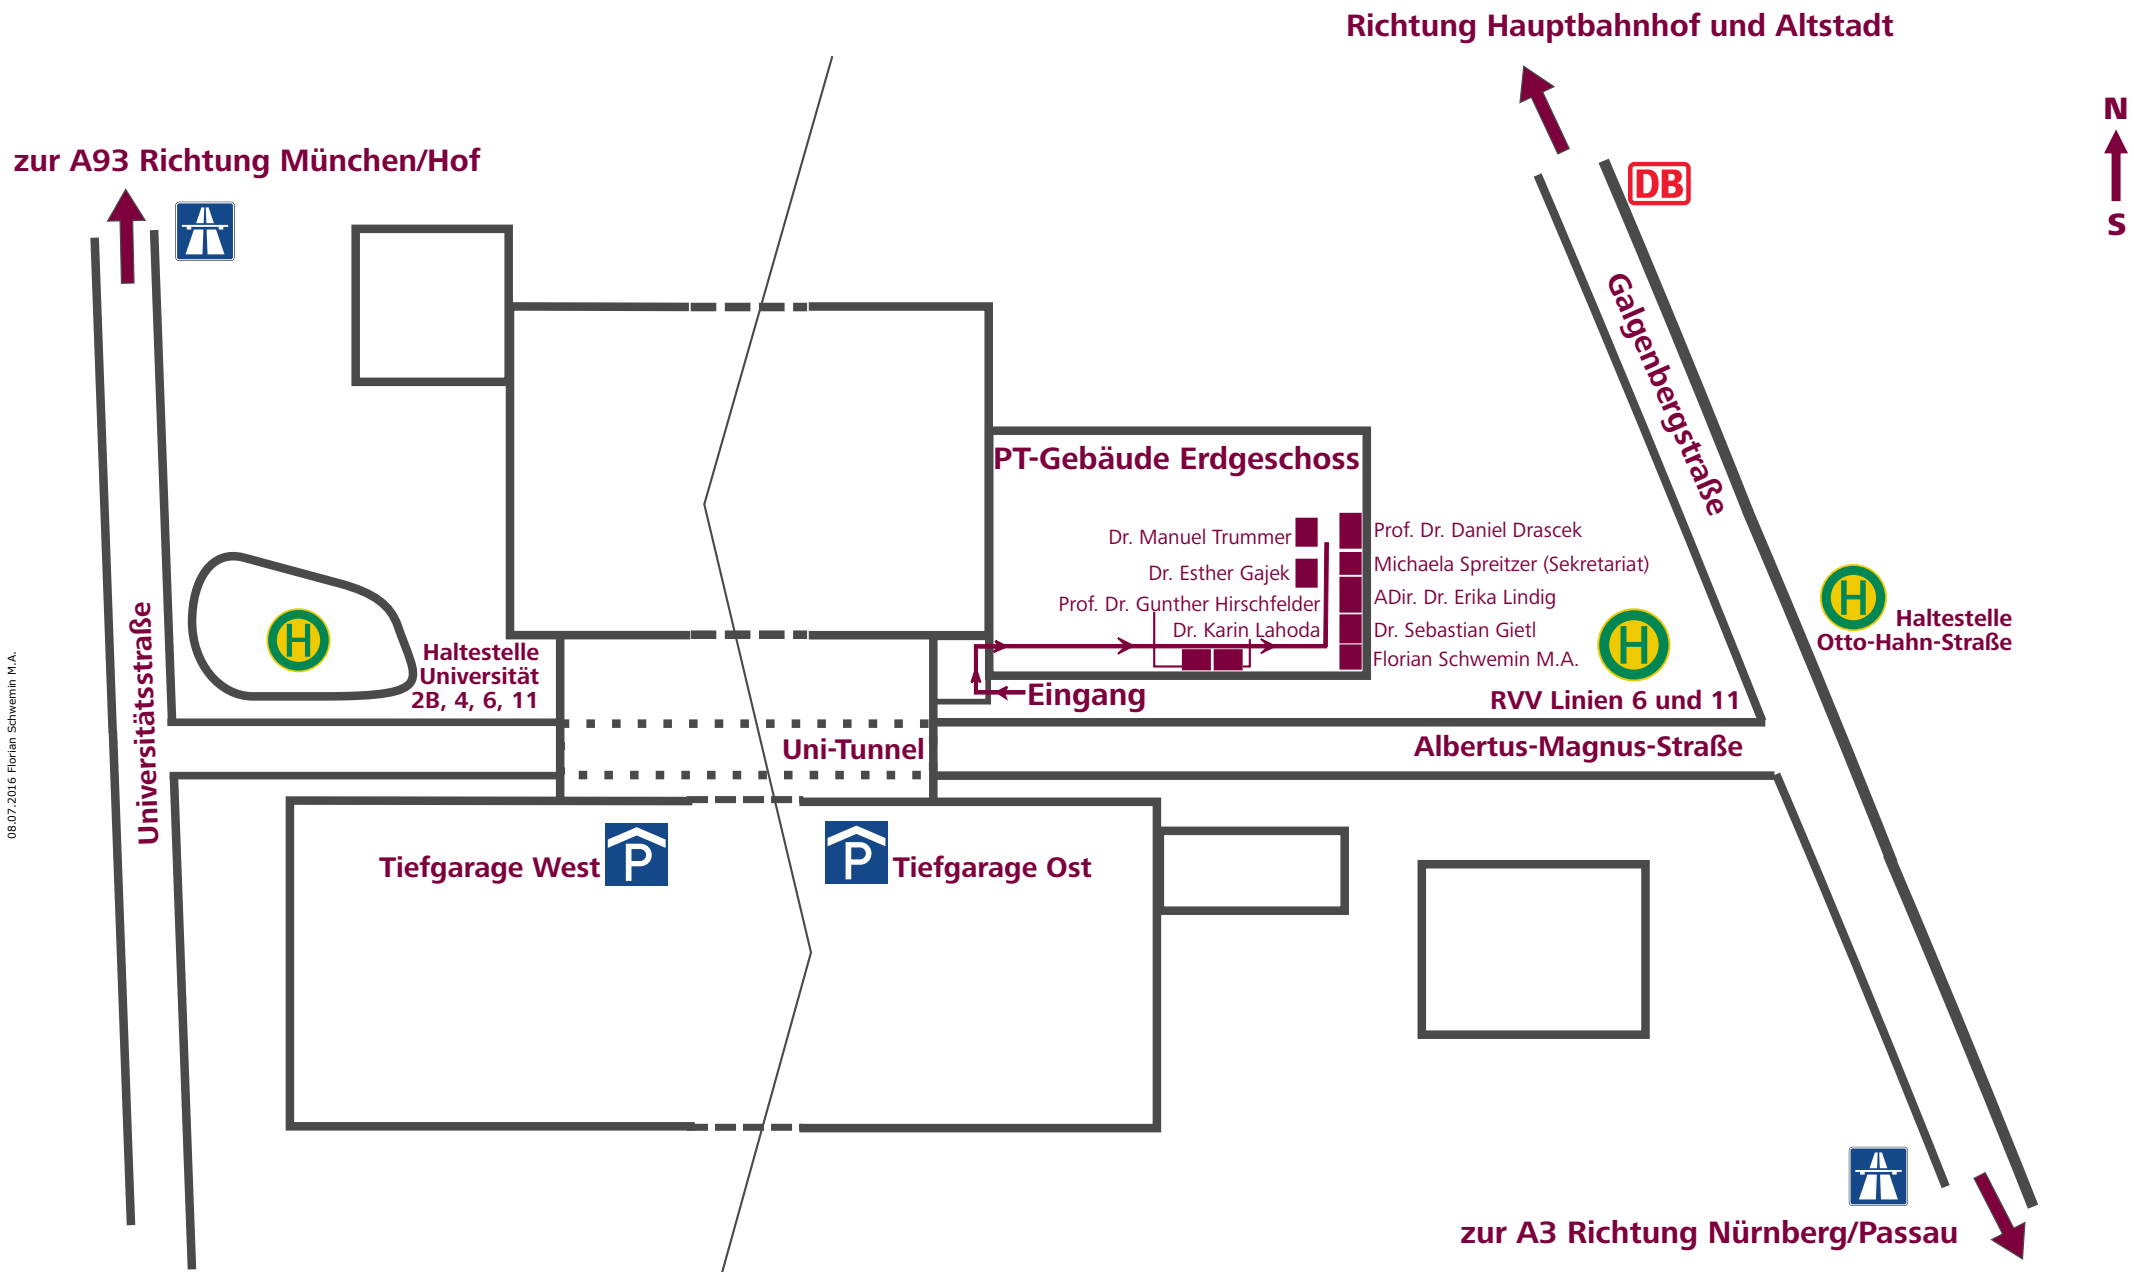 Richtung Hauptbahnhof und Altstadt
N
S
zur A93 Richtung München/Hof
DB
Galgenbergstraße
PT-Gebäude Erdgeschoss
Dr. Manuel Trummer
Dr. Esther Gajek
Prof. Dr. Gunther Hirschfelder
Dr. Karin Lahoda
Prof. Dr. Daniel Drascek
Michaela Spreitzer (Sekretariat)
ADir. Dr. Erika Lindig
Dr. Sebastian Gietl
Florian Schwemin M.A.
H
Haltestelle
Otto-Hahn-Straße
H
RVV Linien 6 und 11
H
Haltestelle
Universität
2B, 4, 6, 11
Eingang
Universitätsstraße
Uni-Tunnel
Albertus-Magnus-Straße
Tiefgarage West
P
P
Tiefgarage Ost
zur A3 Richtung Nürnberg/Passau
08.07.2016 Florian Schwemin M.A.